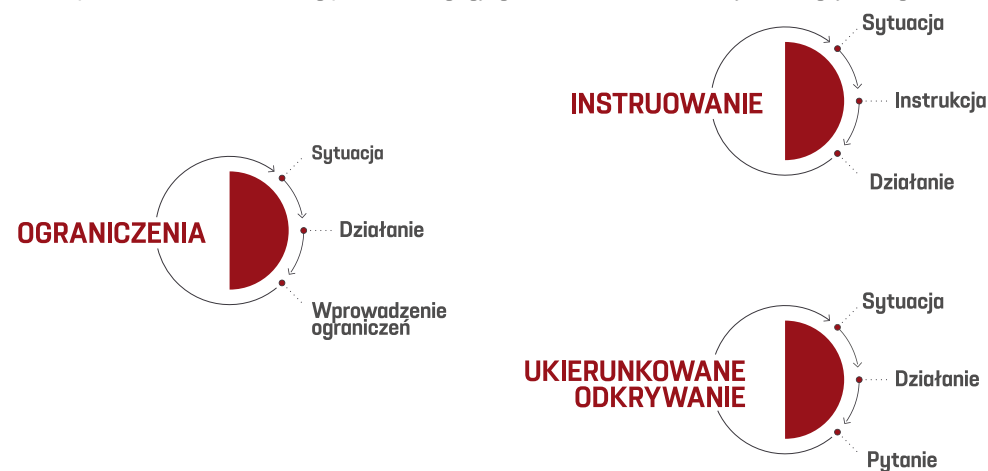 OGRANICZENIA
Sytuacja
Działanie
Wprowadzenie
ograniczeń
INSTRUOWANIE
Sytuacja
Instrukcja
Działanie
UKIERUNKOWANE
ODKRYWANIE
Sytuacja
Działanie
Pytanie